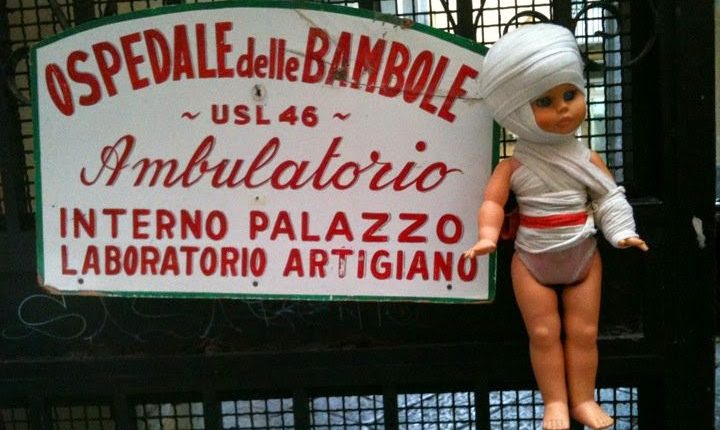 OSPEDALE delle BAMBOLE
~ USL 46 ~
Ambulatorio
INTERNO PALAZZO
LABORATORIO ARTIGIANO